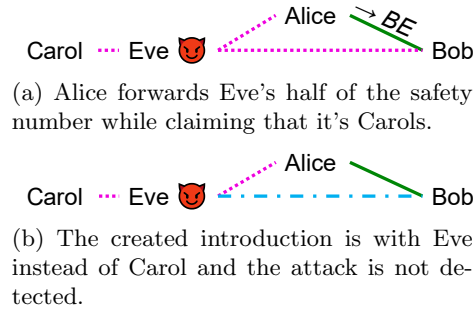 Alice → BE
Carol Eve Bob
(a) Alice forwards Eve's half of the safety
number while claiming that it's Carols.
Alice
Carol Eve Bob
(b) The created introduction is with Eve
instead of Carol and the attack is not de-
tected.